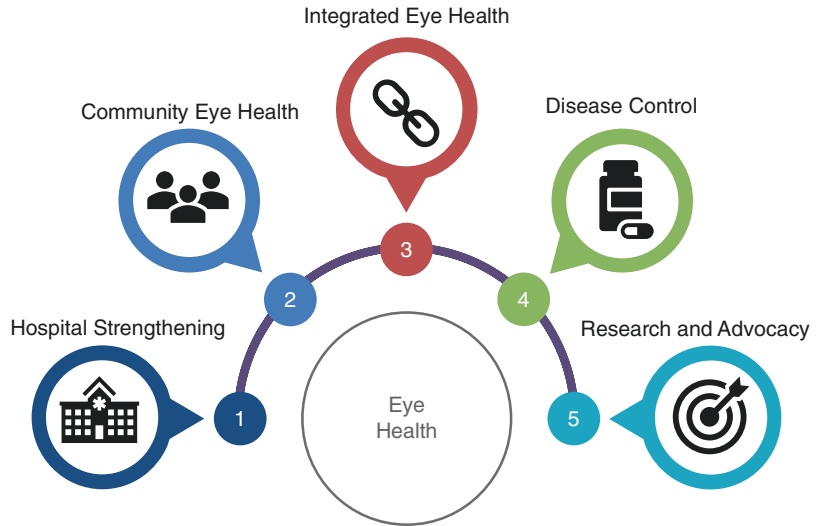 Integrated Eye Health
Community Eye Health
Disease Control
3
2
4
Hospital Strengthening
Research and Advocacy
1
Eye
Health
5